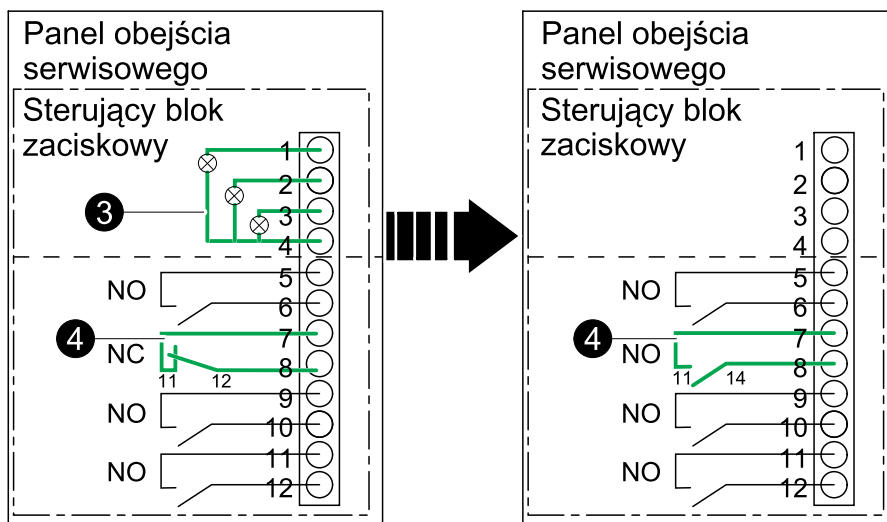 Panel obejścia
serwisowego
Sterujący blok
zaciskowy
1
2
3
3
4
5
NO
6
4
7
NC
8
11
12
9
NO
10
11
NO
12
Panel obejścia
serwisowego
Sterujący blok
zaciskowy
1
2
3
4
5
NO
6
4
7
NO
8
11
14
9
NO
10
11
NO
12